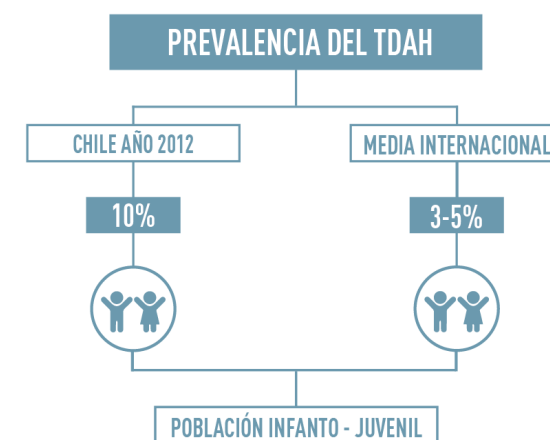 PREVALENCIA DEL TDAH
CHILE AÑO 2012
MEDIA INTERNACIONAL
10%
3-5%
POBLACIÓN INFANTO - JUVENIL